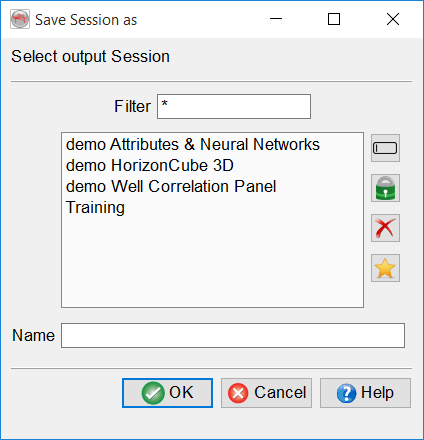 Save Session as
Select output Session
Filter *
demo Attributes & Neural Networks
demo HorizonCube 3D
demo Well Correlation Panel
Training
Name
OK Cancel Help